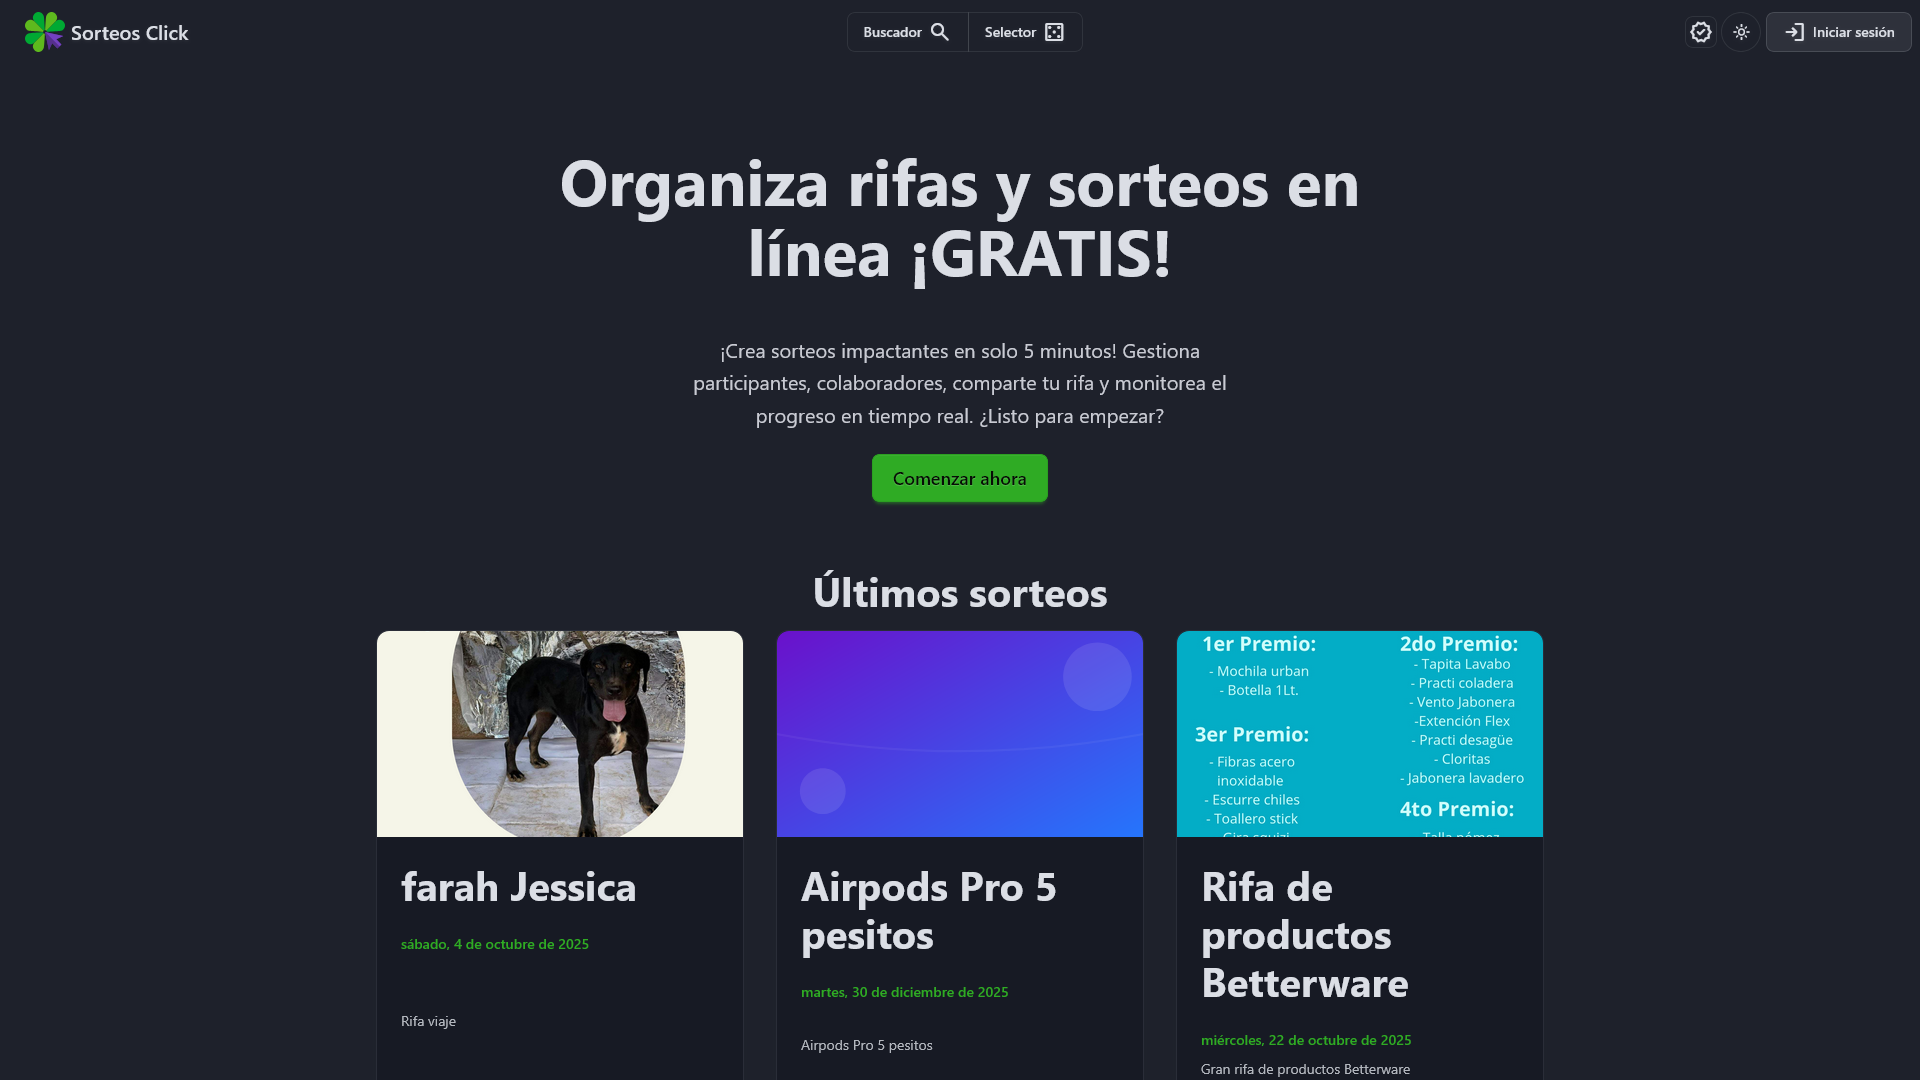 Sorteos Click
Buscador
Selector
Iniciar sesión
Organiza rifas y sorteos en
línea ¡GRATIS!
¡Crea sorteos impactantes en solo 5 minutos! Gestiona
participantes, colaboradores, comparte tu rifa y monitorea el
progreso en tiempo real. ¿Listo para empezar?
Comenzar ahora
Últimos sorteos
farah Jessica
sábado, 4 de octubre de 2025
Rifa viaje
Airpods Pro 5
pesitos
martes, 30 de diciembre de 2025
Airpods Pro 5 pesitos
1er Premio:
- Mochila urban
- Botella 1Lt.
3er Premio:
- Fibras acero
inoxidable
- Escurre chiles
- Toallero stick
2do Premio:
- Tapita Lavabo
- Practi coladera
- Vento Jabonera
-Extención Flex
- Practi desagüe
- Cloritas
- Jabonera lavadero
4to Premio:
Rifa de
productos
Betterware
miércoles, 22 de octubre de 2025
Gran rifa de productos Betterware